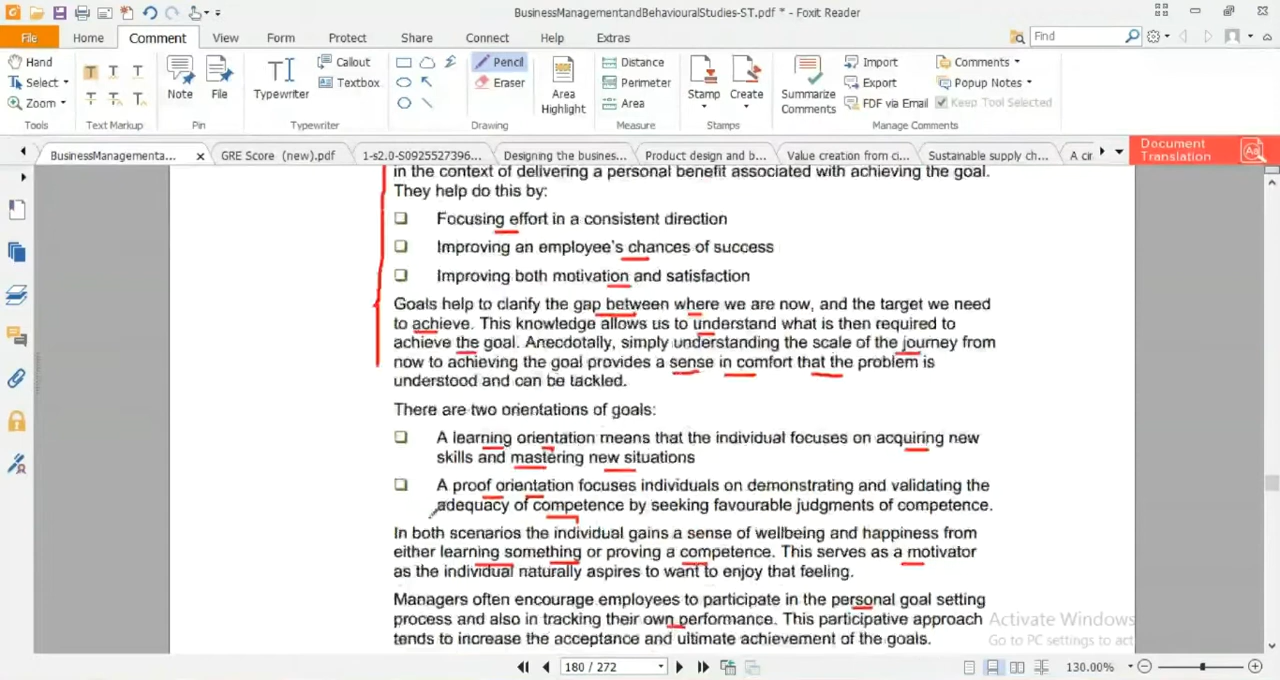 BusinessManagementandBehaviouralStudies-ST.pdf * - Foxit Reader
File Home Comment View Form Protect Share Connect Help Extras Find
Hand
Select
Zoom
Tools
Text Markup
Note
File
Pin
Typewriter
Callout
Textbox
Typewriter
Pencil
Eraser
Drawing
Area
Highlight
Distance
Perimeter
Area
Measure
Stamp
Create
Stamps
Summarize
Comments
Import
Export
FDF via Email
Comments
Popup Notes
Keep Tool Selected
Manage Comments
BusinessManagementa... x GRE Score (new).pdf 1-s2.0-S0925527396... Designing the busines... Product design and b... Value creation from ci... Sustainable supply ch... A cir
Document
Translation
in the context of delivering a personal benefit associated with achieving the goal.
They help do this by:
Focusing effort in a consistent direction
Improving an employee's chances of success
Improving both motivation and satisfaction
Goals help to clarify the gap between where we are now, and the target we need
to achieve. This knowledge allows us to understand what is then required to
achieve the goal. Anecdotally, simply understanding the scale of the journey from
now to achieving the goal provides a sense in comfort that the problem is
understood and can be tackled.
There are two orientations of goals:
A learning orientation means that the individual focuses on acquiring new
skills and mastering new situations
A proof orientation focuses individuals on demonstrating and validating the
adequacy of competence by seeking favourable judgments of competence.
In both scenarios the individual gains a sense of wellbeing and happiness from
either learning something or proving a competence. This serves as a motivator
as the individual naturally aspires to want to enjoy that feeling.
Managers often encourage employees to participate in the personal goal setting
process and also in tracking their own performance. This participative approach
tends to increase the acceptance and ultimate achievement of the goals.
Activate Windows
Go to PC settings to act
180 / 272
130.00%